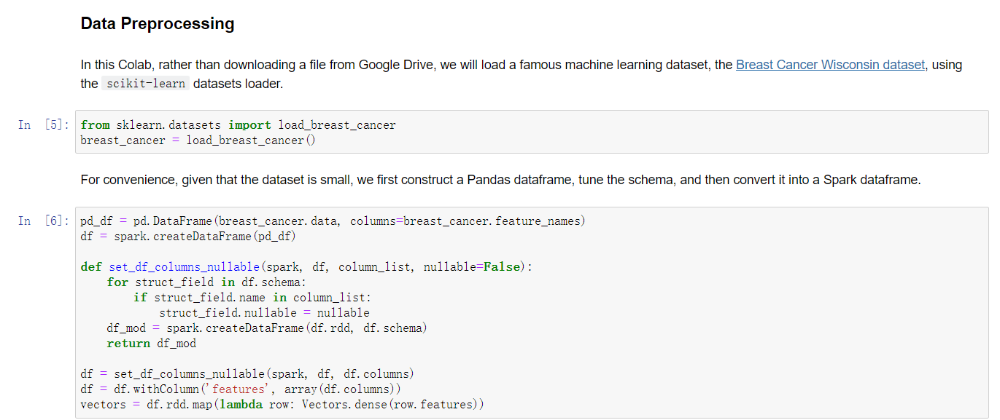 Data Preprocessing
In this Colab, rather than downloading a file from Google Drive, we will load a famous machine learning dataset, the Breast Cancer Wisconsin dataset, using
the scikit-learn datasets loader.
In [5]: from sklearn.datasets import load_breast_cancer
breast_cancer = load_breast_cancer()
For convenience, given that the dataset is small, we first construct a Pandas dataframe, tune the schema, and then convert it into a Spark dataframe.
In [6]: pd_df = pd.DataFrame(breast_cancer.data, columns=breast_cancer.feature_names)
df = spark.createDataFrame(pd_df)
def set_df_columns_nullable(spark, df, column_list, nullable=False):
    for struct_field in df.schema:
        if struct_field.name in column_list:
            struct_field.nullable = nullable
    df_mod = spark.createDataFrame(df.rdd, df.schema)
    return df_mod
df = set_df_columns_nullable(spark, df, df.columns)
df = df.withColumn('features', array(df.columns))
vectors = df.rdd.map(lambda row: Vectors.dense(row.features))